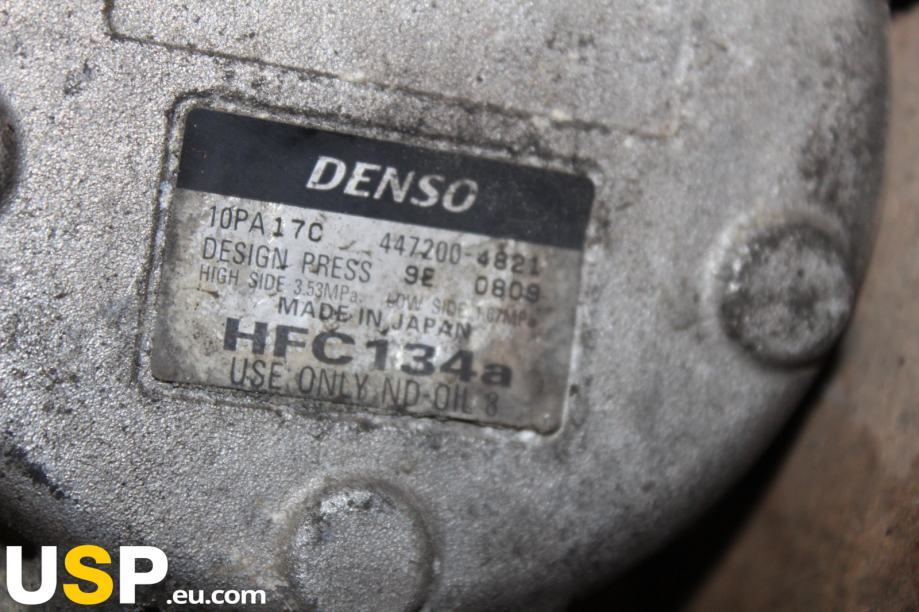 DENSO
10PA17C 447200-4821
DESIGN PRESS 9E 0809
HIGH SIDE 3.53MPa. LOW SIDE 1.67MPa
MADE IN JAPAN
HFC134a
USE ONLY ND-OIL 8
USP.eu.com